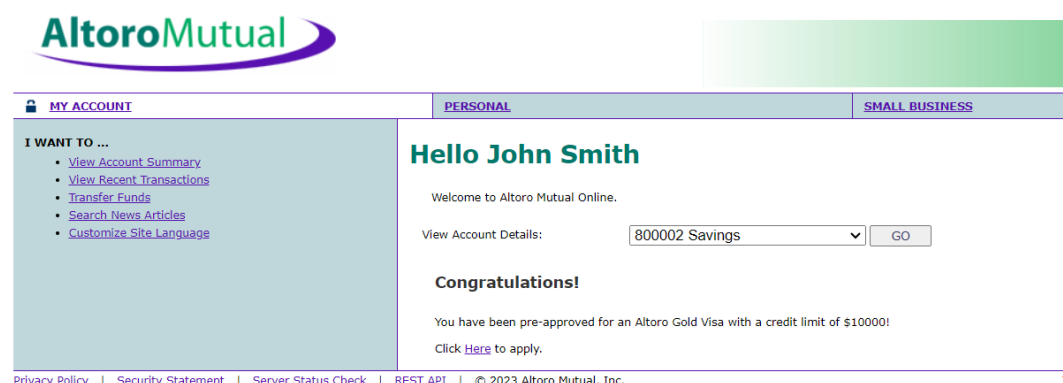 AltoroMutual
MY ACCOUNT
PERSONAL
SMALL BUSINESS
I WANT TO ...
View Account Summary
View Recent Transactions
Transfer Funds
Search News Articles
Customize Site Language
Hello John Smith
Welcome to Altoro Mutual Online.
View Account Details: 800002 Savings GO
Congratulations!
You have been pre-approved for an Altoro Gold Visa with a credit limit of $10000!
Click Here to apply.
Privacy Policy | Security Statement | Server Status Check | REST API | © 2023 Altoro Mutual, Inc.